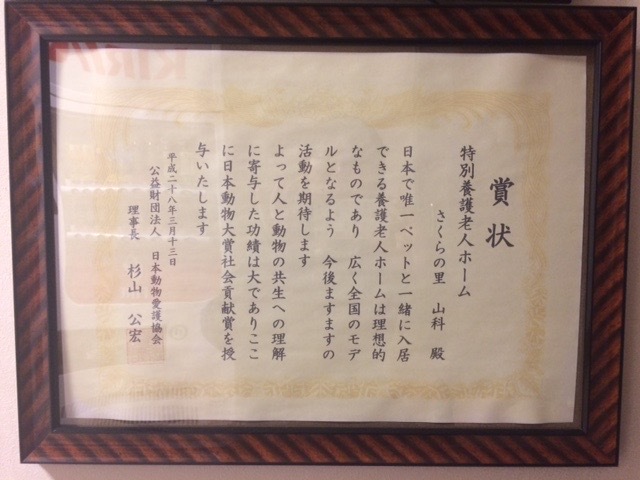 賞状
特別養護老人ホーム
さくらの里 山科 殿
日本で唯一ペットと一緒に入居
できる養護老人ホームは理想的
なものであり 広く全国のモデ
ルとなるよう 今後ますますの
活動を期待します
よって人と動物の共生への理解
に寄与した功績は大でありここ
に日本動物大賞社会貢献賞を授
与いたします
平成二十八年三月十三日
公益財団法人 日本動物愛護協会
理事長 杉山 公宏